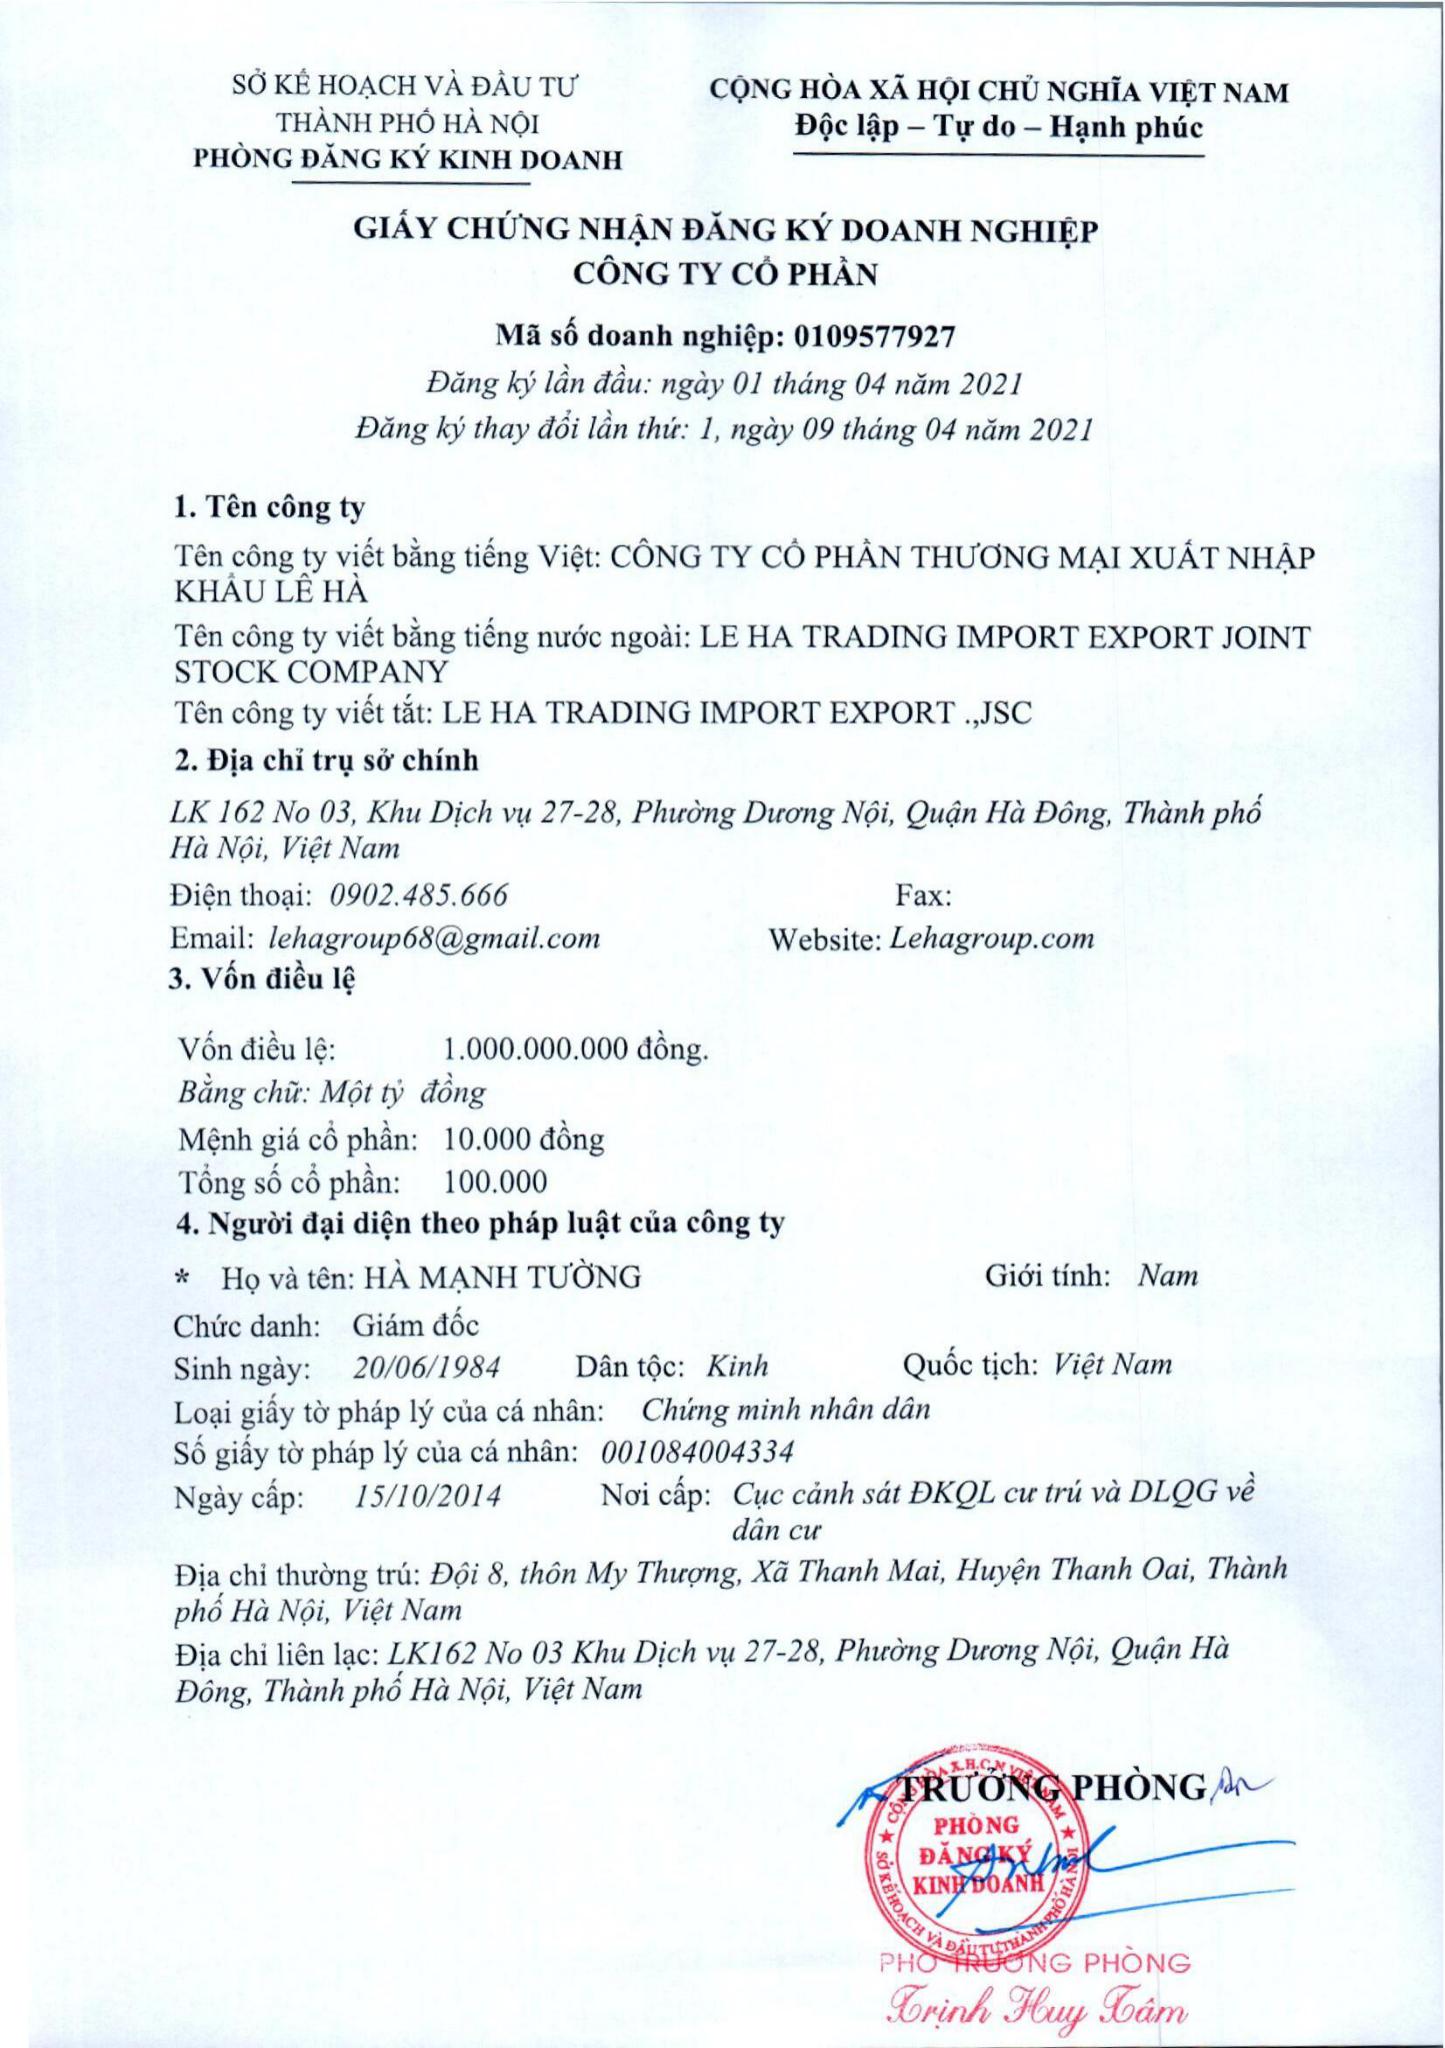 SỞ KẾ HOẠCH VÀ ĐẦU TƯ
THÀNH PHỐ HÀ NỘI
PHÒNG ĐĂNG KÝ KINH DOANH
CỘNG HÒA XÃ HỘI CHỦ NGHĨA VIỆT NAM
Độc lập – Tự do – Hạnh phúc
GIẤY CHỨNG NHẬN ĐĂNG KÝ DOANH NGHIỆP
CÔNG TY CỔ PHẦN
Mã số doanh nghiệp: 0109577927
Đăng ký lần đầu: ngày 01 tháng 04 năm 2021
Đăng ký thay đổi lần thứ: 1, ngày 09 tháng 04 năm 2021
1. Tên công ty
Tên công ty viết bằng tiếng Việt: CÔNG TY CỔ PHẦN THƯƠNG MẠI XUẤT NHẬP
KHẨU LÊ HÀ
Tên công ty viết bằng tiếng nước ngoài: LE HA TRADING IMPORT EXPORT JOINT
STOCK COMPANY
Tên công ty viết tắt: LE HA TRADING IMPORT EXPORT .,JSC
2. Địa chỉ trụ sở chính
LK 162 No 03, Khu Dịch vụ 27-28, Phường Dương Nội, Quận Hà Đông, Thành phố
Hà Nội, Việt Nam
Điện thoại: 0902.485.666 Fax:
Email: lehagroup68@gmail.com Website: Lehagroup.com
3. Vốn điều lệ
Vốn điều lệ: 1.000.000.000 đồng.
Bằng chữ: Một tỷ đồng
Mệnh giá cổ phần: 10.000 đồng
Tổng số cổ phần: 100.000
4. Người đại diện theo pháp luật của công ty
* Họ và tên: HÀ MẠNH TƯỜNG Giới tính: Nam
Chức danh: Giám đốc
Sinh ngày: 20/06/1984 Dân tộc: Kinh Quốc tịch: Việt Nam
Loại giấy tờ pháp lý của cá nhân: Chứng minh nhân dân
Số giấy tờ pháp lý của cá nhân: 001084004334
Ngày cấp: 15/10/2014 Nơi cấp: Cục cảnh sát ĐKQL cư trú và DLQG về
dân cư
Địa chỉ thường trú: Đội 8, thôn My Thượng, Xã Thanh Mai, Huyện Thanh Oai, Thành
phố Hà Nội, Việt Nam
Địa chỉ liên lạc: LK162 No 03 Khu Dịch vụ 27-28, Phường Dương Nội, Quận Hà
Đông, Thành phố Hà Nội, Việt Nam
TRƯỞNG PHÒNG
CỘNG HÒA X.H.C.N VIỆT NAM
PHÒNG
ĐĂNG KÝ
KINH DOANH
SỞ KẾ HOẠCH VÀ ĐẦU TƯ THÀNH PHỐ HÀ NỘI
PHÓ TRƯỞNG PHÒNG
Trịnh Huy Tâm